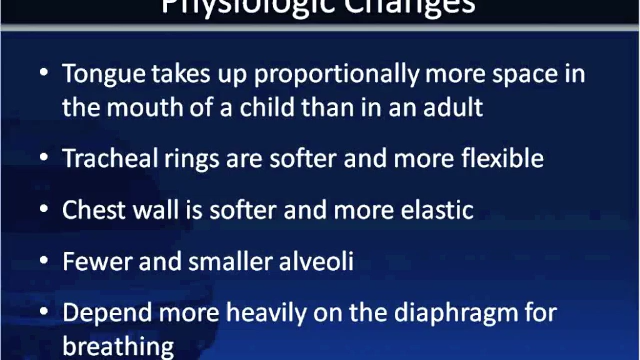 Physiologic Changes
• Tongue takes up proportionally more space in
the mouth of a child than in an adult
• Tracheal rings are softer and more flexible
• Chest wall is softer and more elastic
• Fewer and smaller alveoli
• Depend more heavily on the diaphragm for
breathing